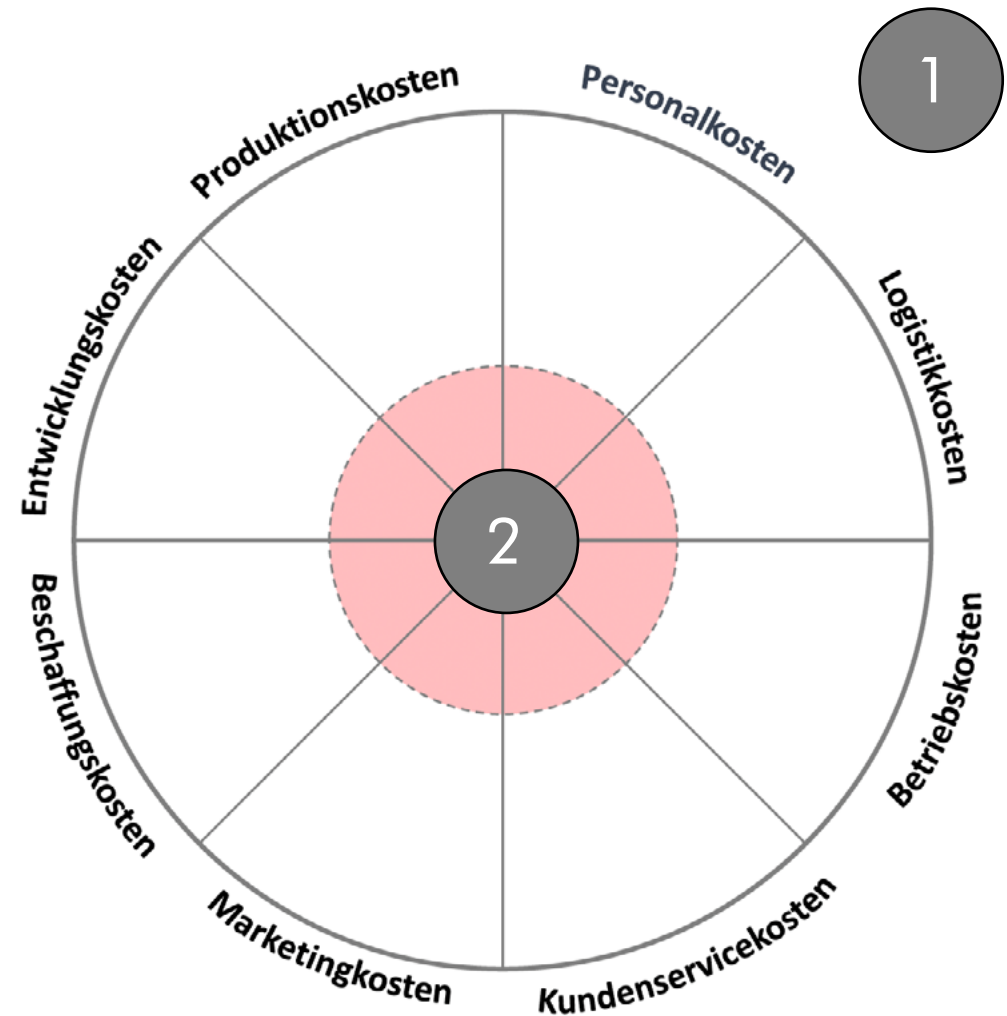 1
Produktionskosten
Personalkosten
Entwicklungskosten
Logistikkosten
2
Beschaffungskosten
Betriebskosten
Marketingkosten
Kundenservicekosten